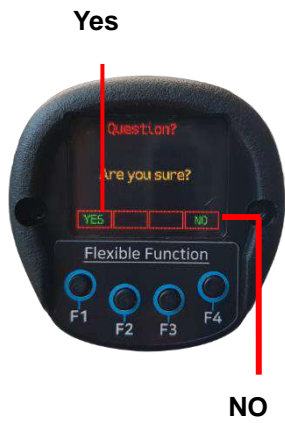 Yes
Question?
Are you sure?
YES NO
Flexible Function
F1 F2 F3 F4
NO